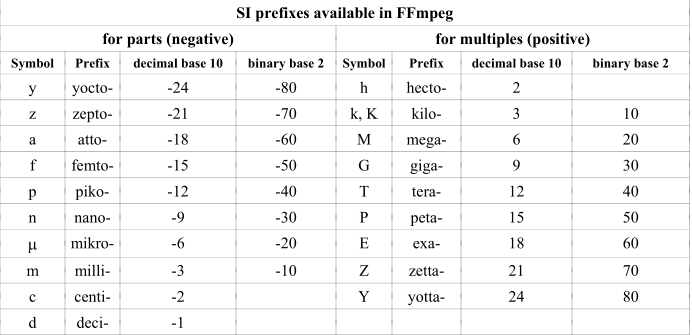 SI prefixes available in FFmpeg
for parts (negative) for multiples (positive)
Symbol Prefix decimal base 10 binary base 2 Symbol Prefix decimal base 10 binary base 2
y yocto- -24 -80 h hecto- 2
z zepto- -21 -70 k, K kilo- 3 10
a atto- -18 -60 M mega- 6 20
f femto- -15 -50 G giga- 9 30
p piko- -12 -40 T tera- 12 40
n nano- -9 -30 P peta- 15 50
μ mikro- -6 -20 E exa- 18 60
m milli- -3 -10 Z zetta- 21 70
c centi- -2 Y yotta- 24 80
d deci- -1